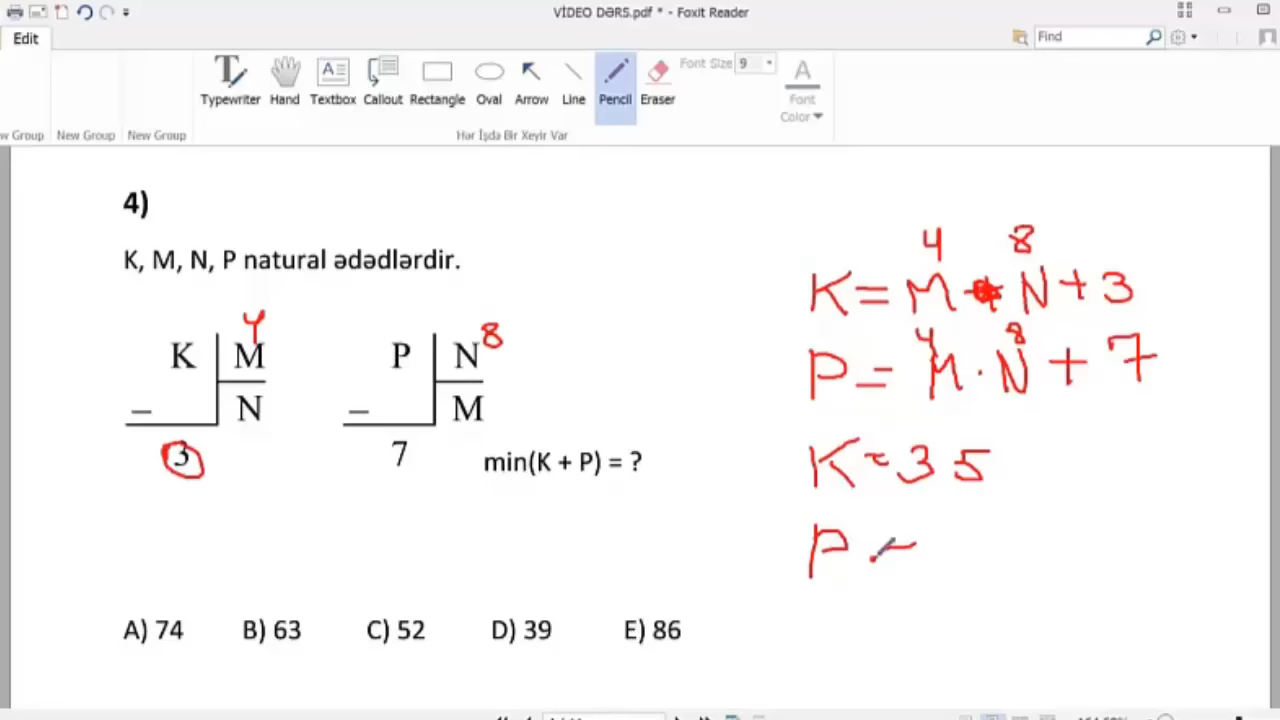 VİDEO DƏRS.pdf * - Foxit Reader
Edit
Find
Typewriter Hand Textbox Callout Rectangle Oval Arrow Line Pencil Eraser Font Size 9 Font Color
w Group New Group New Group Hər İşdə Bir Xeyir Var
4)
K, M, N, P natural ədədlərdir.
4 8
K = M · N + 3
4 8
P = M · N + 7
4 8
K M P N
N M
3 7 min(K + P) = ?
K = 35
P =
A) 74 B) 63 C) 52 D) 39 E) 86